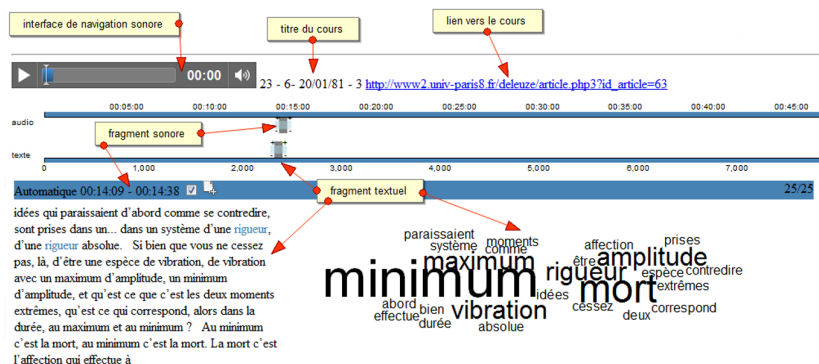 interface de navigation sonore
titre du cours
lien vers le cours
00:00
23 - 6- 20/01/81 - 3 http://www2.univ-paris8.fr/deleuze/article.php3?id_article=63
00:05:00 00:10:00 00:15:00 00:20:00 00:25:00 00:30:00 00:35:00 00:40:00 00:45:00
audio
fragment sonore
texte
0 1,000 2,000 3,000 4,000 5,000 6,000 7,000
Automatique 00:14:09 - 00:14:38
fragment textuel
25/25
idées qui paraissaient d'abord comme se contredire,
sont prises dans un... dans un système d'une rigueur,
d'une rigueur absolue. Si bien que vous ne cessez
pas, là, d'être une espèce de vibration, de vibration
avec un maximum d'amplitude, un minimum
d'amplitude, et qu'est ce que c'est les deux moments
extrêmes, qu'est ce qui correspond, alors dans la
durée, au maximum et au minimum ? Au minimum
c'est la mort, au minimum c'est la mort. La mort c'est
l'affection qui effectue à
paraissaient
système comme moments
affection prises
maximum
être amplitude
minimum rigueur espèce contredire
idées mort extrêmes
abord bien vibration cessez
effectue deux correspond
durée absolue